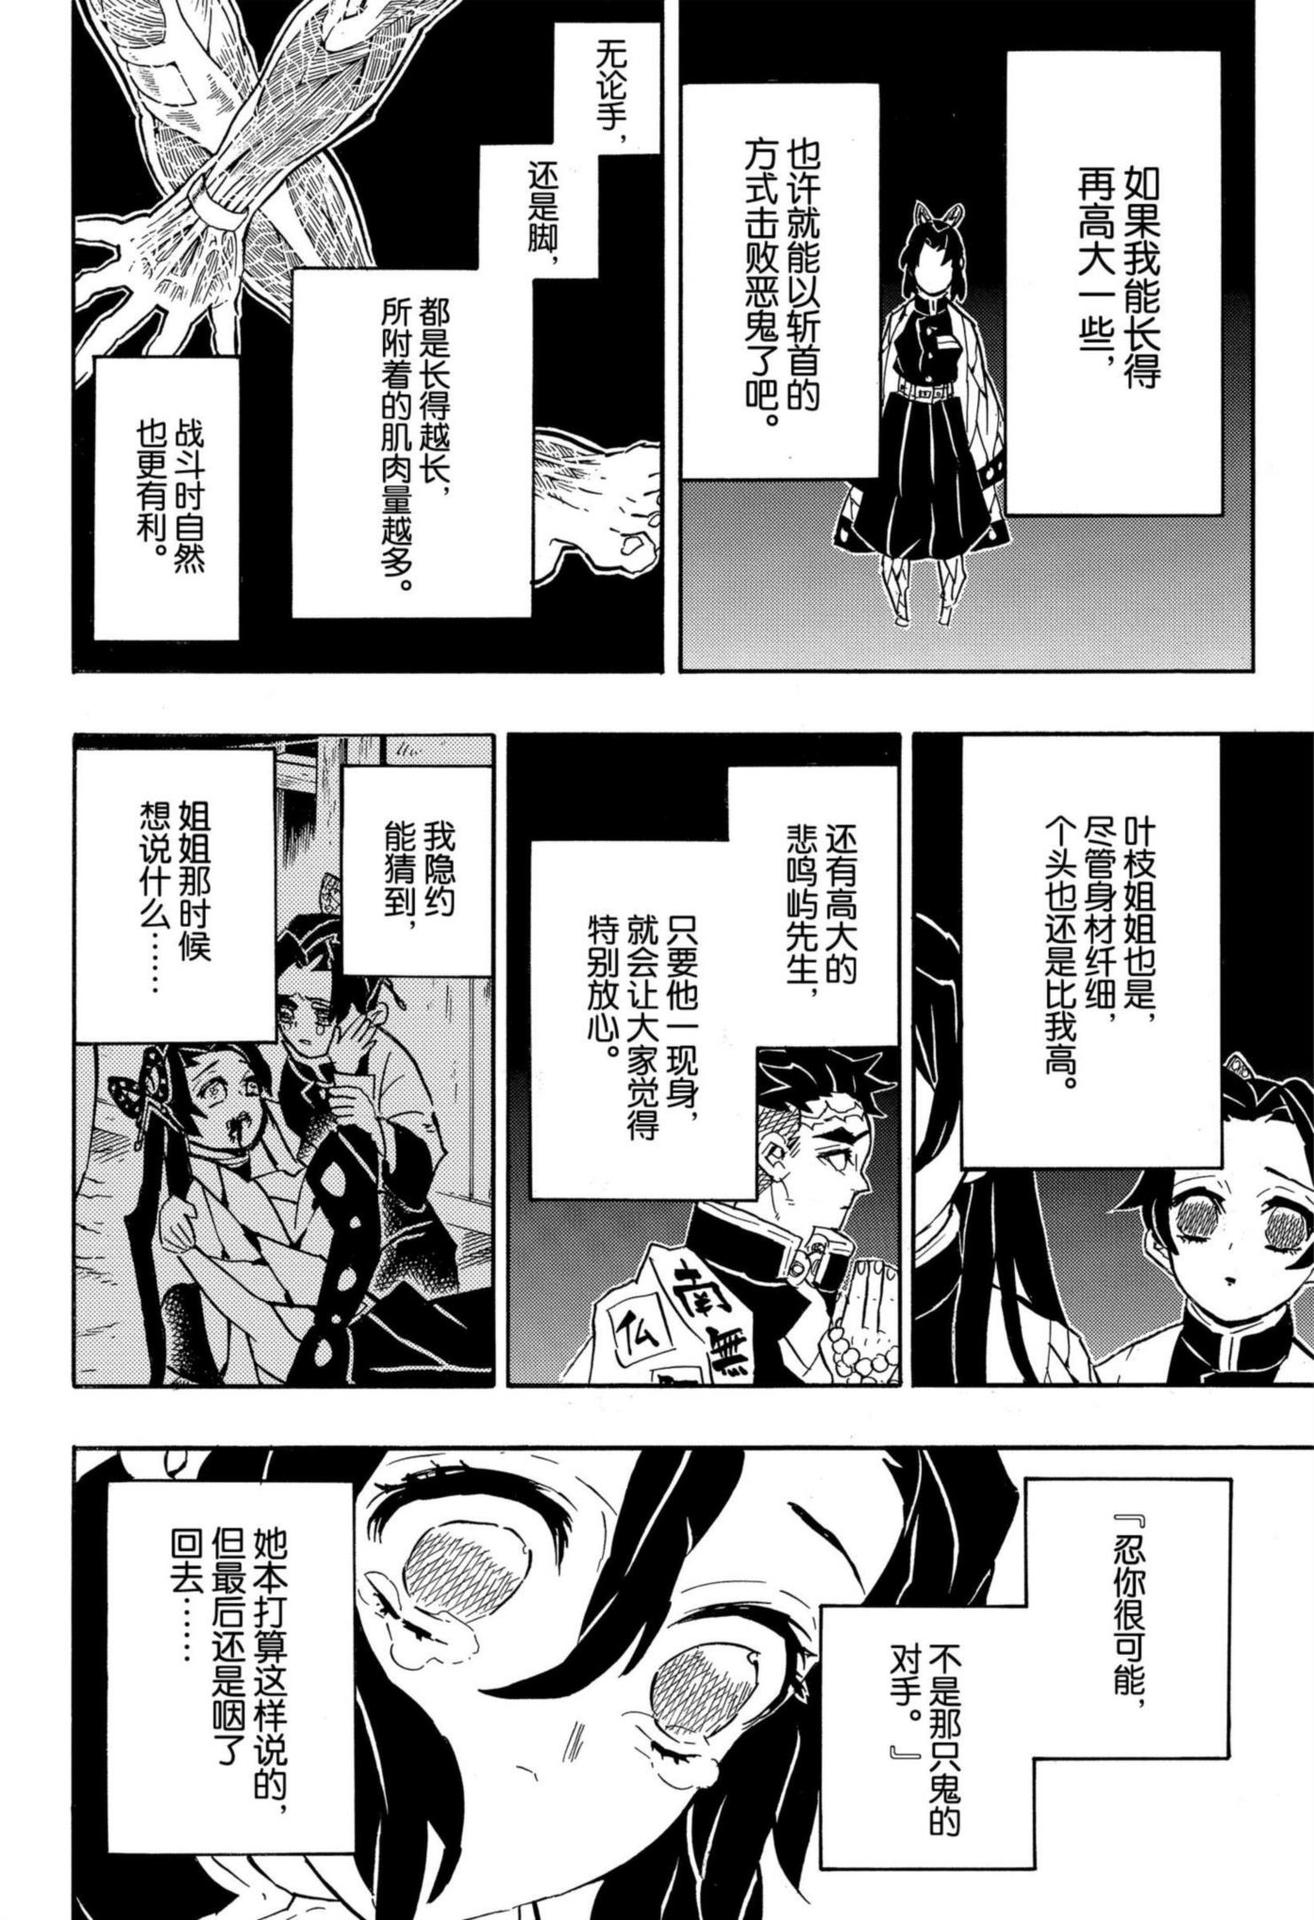 如果我能长得
再高大一些，
也许就能以斩首的
方式击败恶鬼了吧。
无论手，
还是脚，
都是长得越长，
所附着的肌肉量越多。
战斗时自然
也更有利。
叶枝姐姐也是，
尽管身材纤细，
个头也还是比我高。
还有高大的
悲鸣屿先生，
只要他一现身，
就会让大家觉得
特别放心。
南無
仏
我隐约
能猜到，
姐姐那时候
想说什么……
『忍你很可能，
不是那只鬼的
对手。』
她本打算这样说的，
但最后还是咽了
回去……